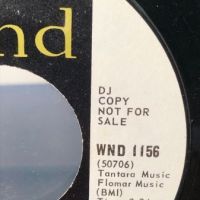 nd
DJ
COPY
NOT FOR
SALE
WND 1156
(50706)
Tantara Music
Flomar Music
(BMI)